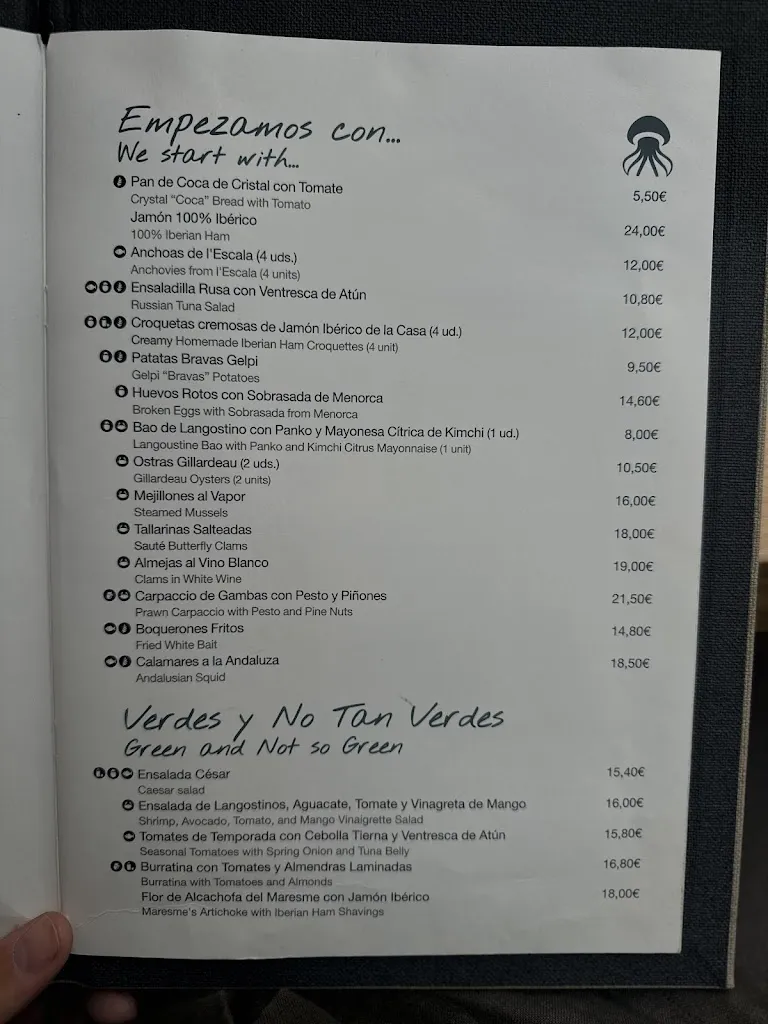 Empezamos con...
We start with...
Pan de Coca de Cristal con Tomate 5,50€
Crystal "Coca" Bread with Tomato
Jamón 100% Ibérico 24,00€
100% Iberian Ham
Anchoas de l'Escala (4 uds.) 12,00€
Anchovies from l'Escala (4 units)
Ensaladilla Rusa con Ventresca de Atún 10,80€
Russian Tuna Salad
Croquetas cremosas de Jamón Ibérico de la Casa (4 ud.) 12,00€
Creamy Homemade Iberian Ham Croquettes (4 unit)
Patatas Bravas Gelpi 9,50€
Gelpi "Bravas" Potatoes
Huevos Rotos con Sobrasada de Menorca 14,60€
Broken Eggs with Sobrasada from Menorca
Bao de Langostino con Panko y Mayonesa Cítrica de Kimchi (1 ud.) 8,00€
Langoustine Bao with Panko and Kimchi Citrus Mayonnaise (1 unit)
Ostras Gillardeau (2 uds.) 10,50€
Gillardeau Oysters (2 units)
Mejillones al Vapor 16,00€
Steamed Mussels
Tallarinas Salteadas 18,00€
Sauté Butterfly Clams
Almejas al Vino Blanco 19,00€
Clams in White Wine
Carpaccio de Gambas con Pesto y Piñones 21,50€
Prawn Carpaccio with Pesto and Pine Nuts
Boquerones Fritos 14,80€
Fried White Bait
Calamares a la Andaluza 18,50€
Andalusian Squid
Verdes y No Tan Verdes
Green and Not so Green
Ensalada César 15,40€
Caesar salad
Ensalada de Langostinos, Aguacate, Tomate y Vinagreta de Mango 16,00€
Shrimp, Avocado, Tomato, and Mango Vinaigrette Salad
Tomates de Temporada con Cebolla Tierna y Ventresca de Atún 15,80€
Seasonal Tomatoes with Spring Onion and Tuna Belly
Burratina con Tomates y Almendras Laminadas 16,80€
Burratina with Tomatoes and Almonds
Flor de Alcachofa del Maresme con Jamón Ibérico 18,00€
Maresme's Artichoke with Iberian Ham Shavings